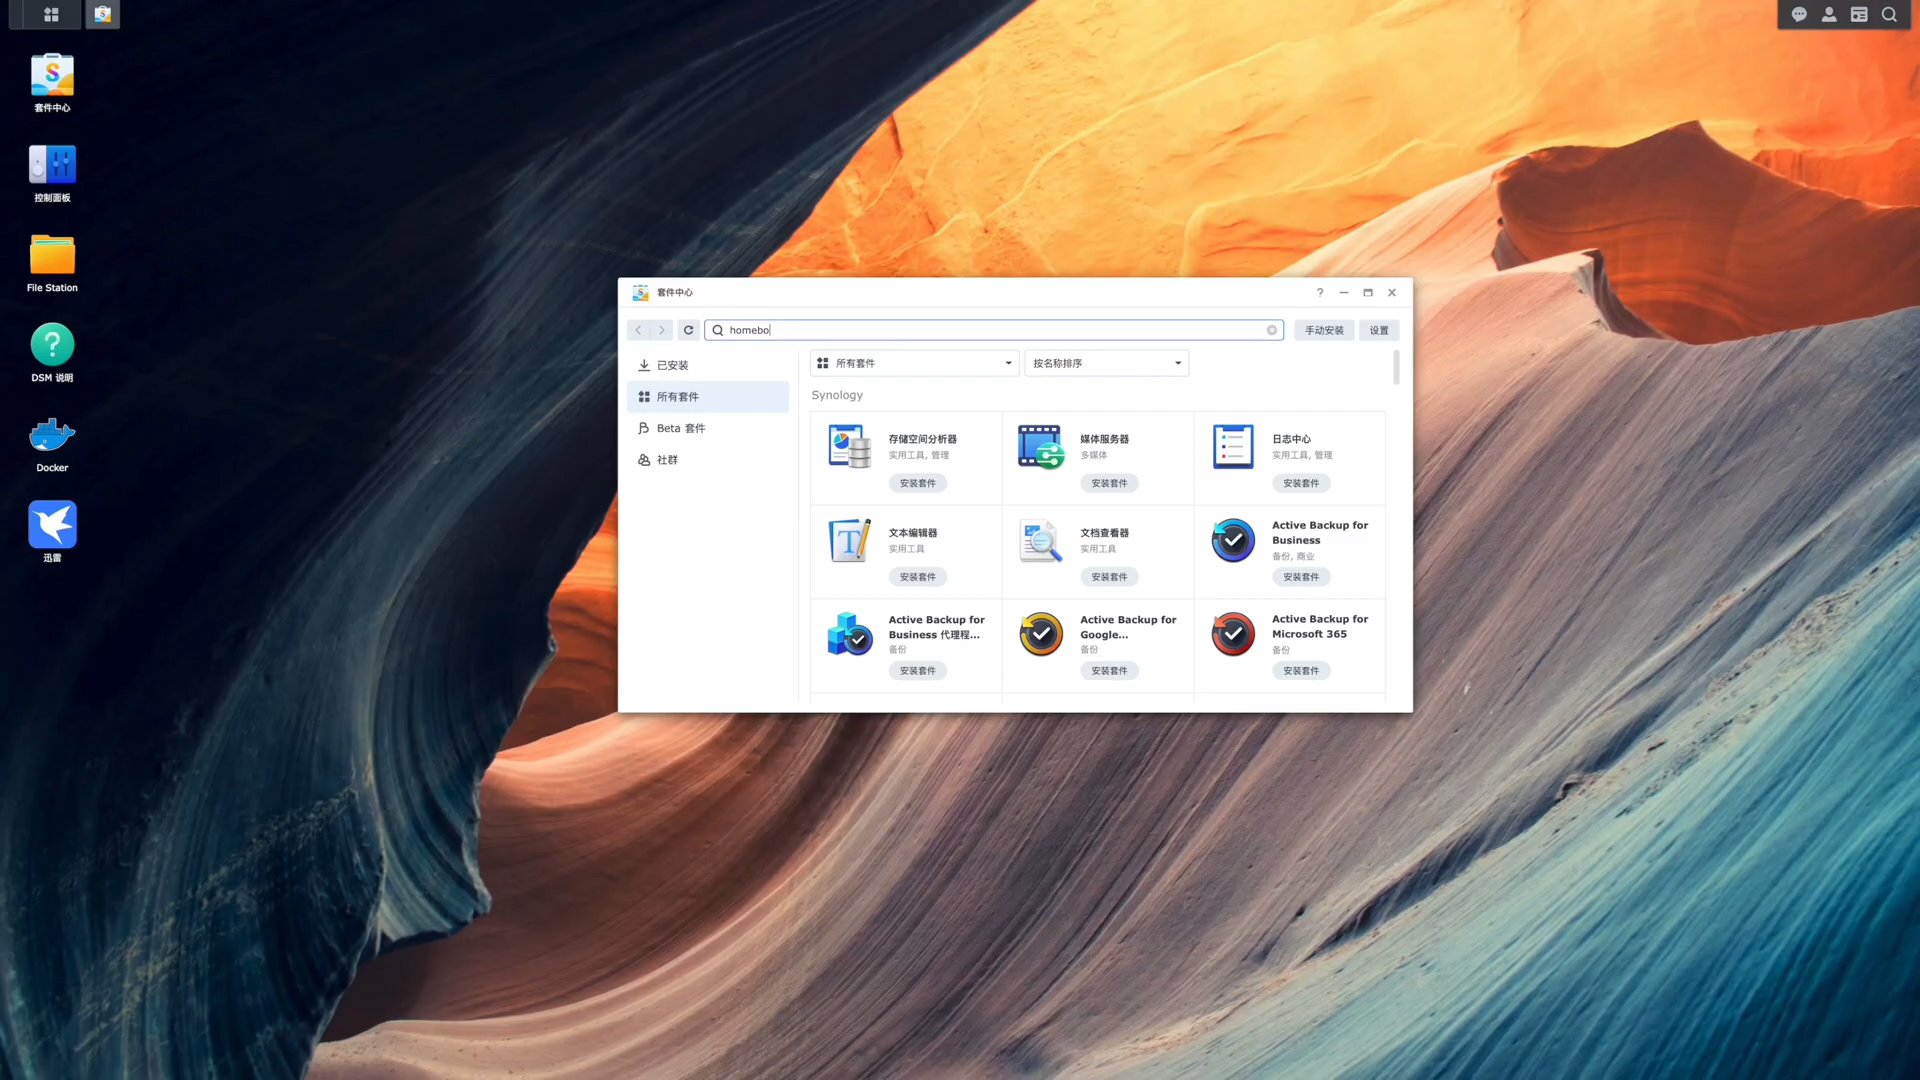 套件中心
控制面板
File Station
DSM 说明
Docker
迅雷
套件中心
homebo
手动安装
设置
已安装
所有套件
Beta 套件
社群
所有套件
按名称排序
Synology
存储空间分析器
实用工具, 管理
安装套件
媒体服务器
多媒体
安装套件
日志中心
实用工具, 管理
安装套件
文本编辑器
实用工具
安装套件
文档查看器
实用工具
安装套件
Active Backup for
Business
备份, 商业
安装套件
Active Backup for
Business 代理程...
备份
安装套件
Active Backup for
Google...
备份
安装套件
Active Backup for
Microsoft 365
备份
安装套件